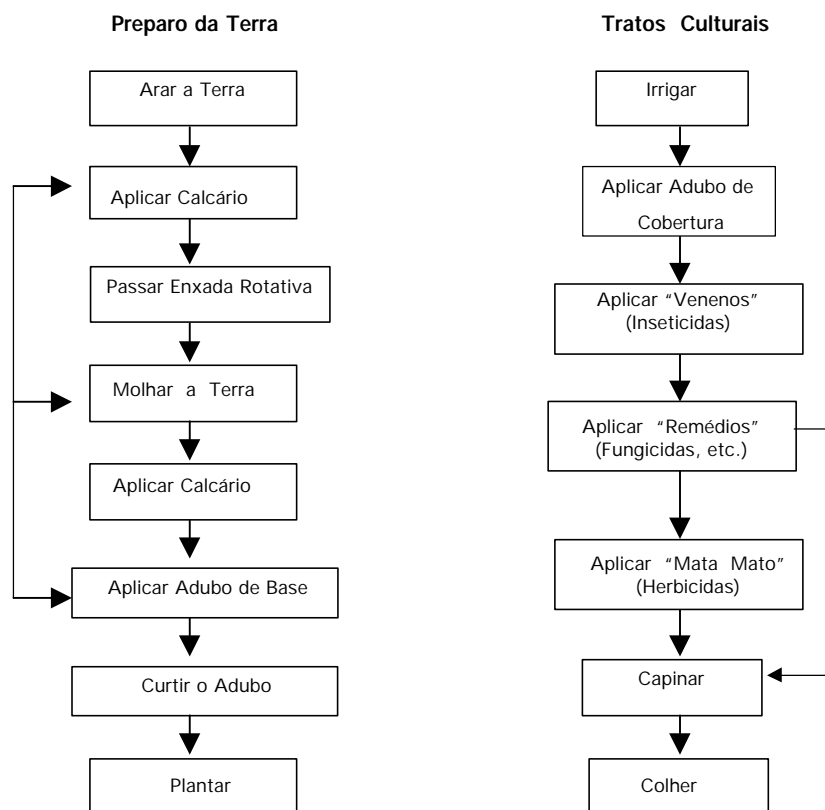 Preparo da Terra
Arar a Terra
Aplicar Calcário
Passar Enxada Rotativa
Molhar a Terra
Aplicar Calcário
Aplicar Adubo de Base
Curtir o Adubo
Plantar
Tratos Culturais
Irrigar
Aplicar Adubo de
Cobertura
Aplicar “Venenos”
(Inseticidas)
Aplicar “Remédios”
(Fungicidas, etc.)
Aplicar “Mata Mato”
(Herbicidas)
Capinar
Colher